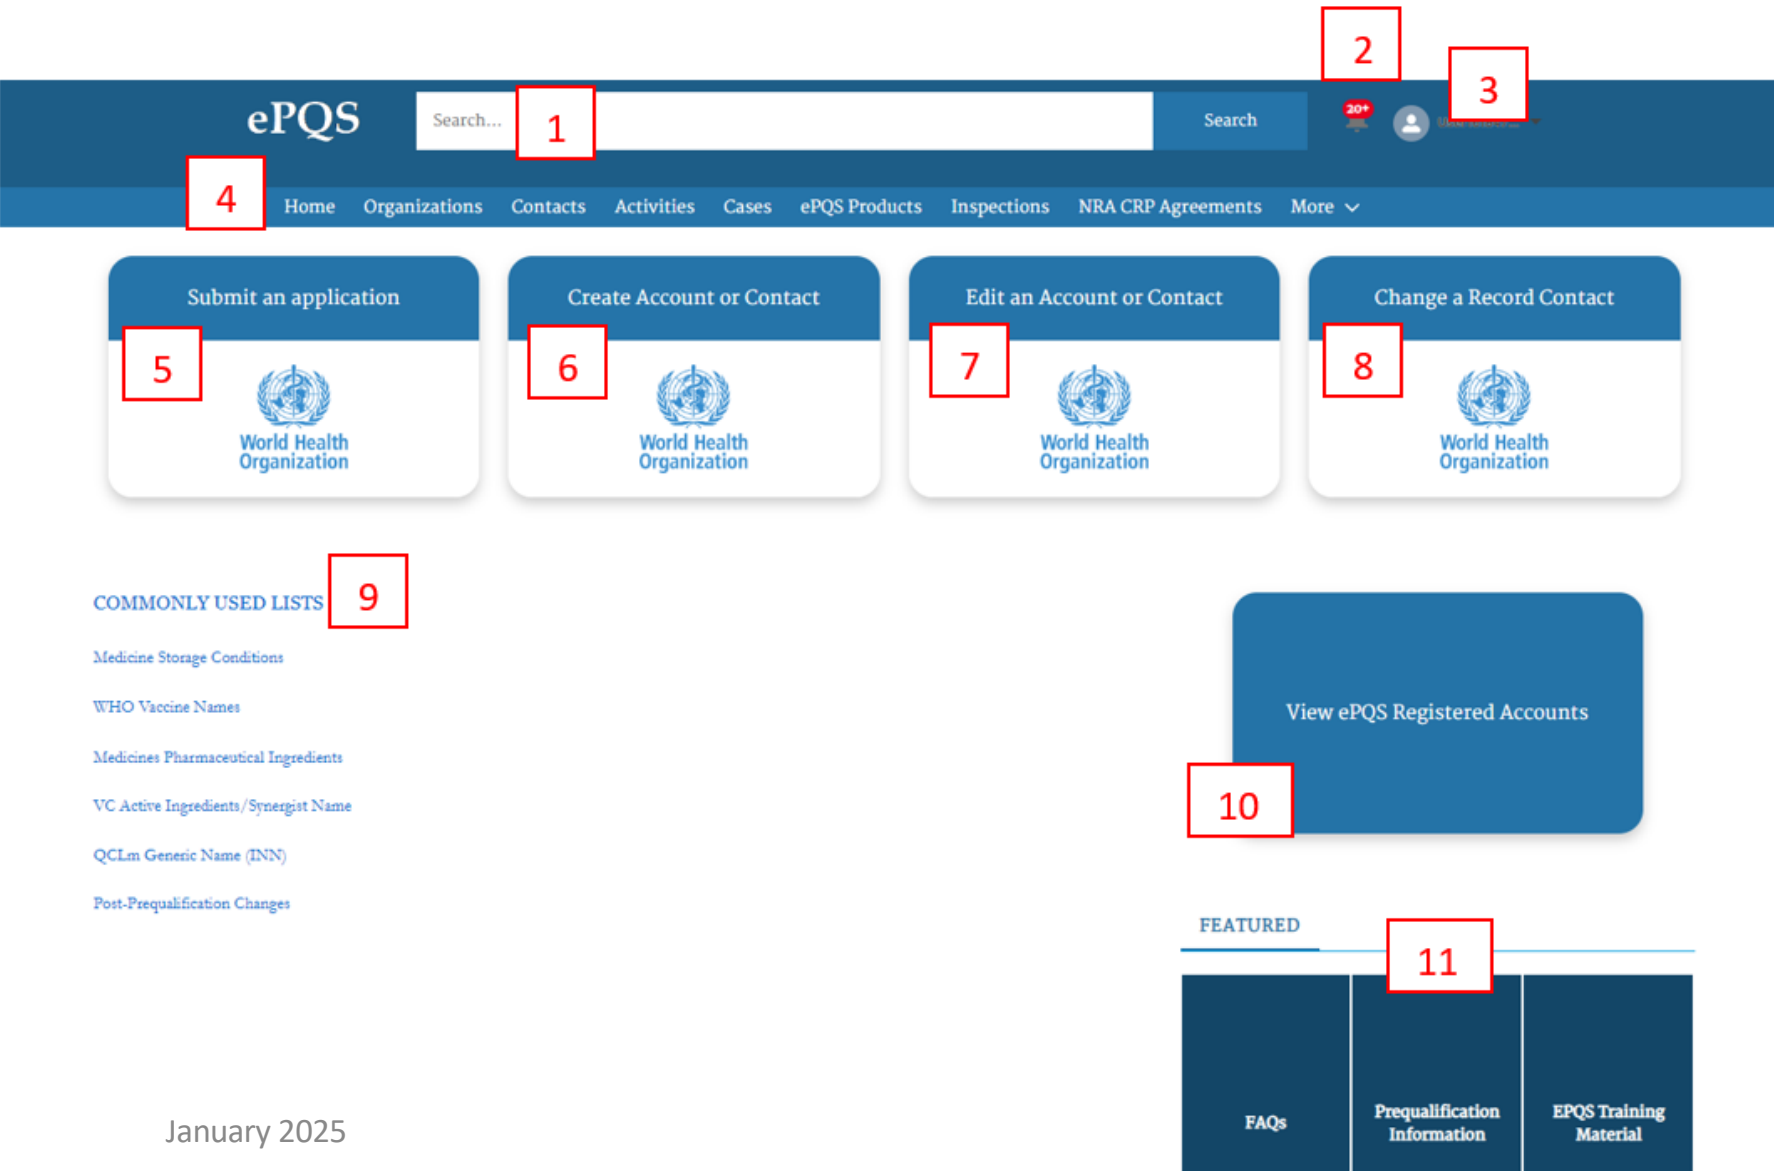 2
3
ePQS
Search...
1
Search
20+
4
Home Organizations Contacts Activities Cases ePQS Products Inspections NRA CRP Agreements More
Submit an application
Create Account or Contact
Edit an Account or Contact
Change a Record Contact
5
6
7
8
World Health
Organization
World Health
Organization
World Health
Organization
World Health
Organization
COMMONLY USED LISTS
9
Medicine Storage Conditions
WHO Vaccine Names
Medicines Pharmaceutical Ingredients
VC Active Ingredients/Synergist Name
QCLm Generic Name (INN)
Post-Prequalification Changes
View ePQS Registered Accounts
10
FEATURED
11
FAQs
Prequalification
Information
EPQS Training
Material
January 2025